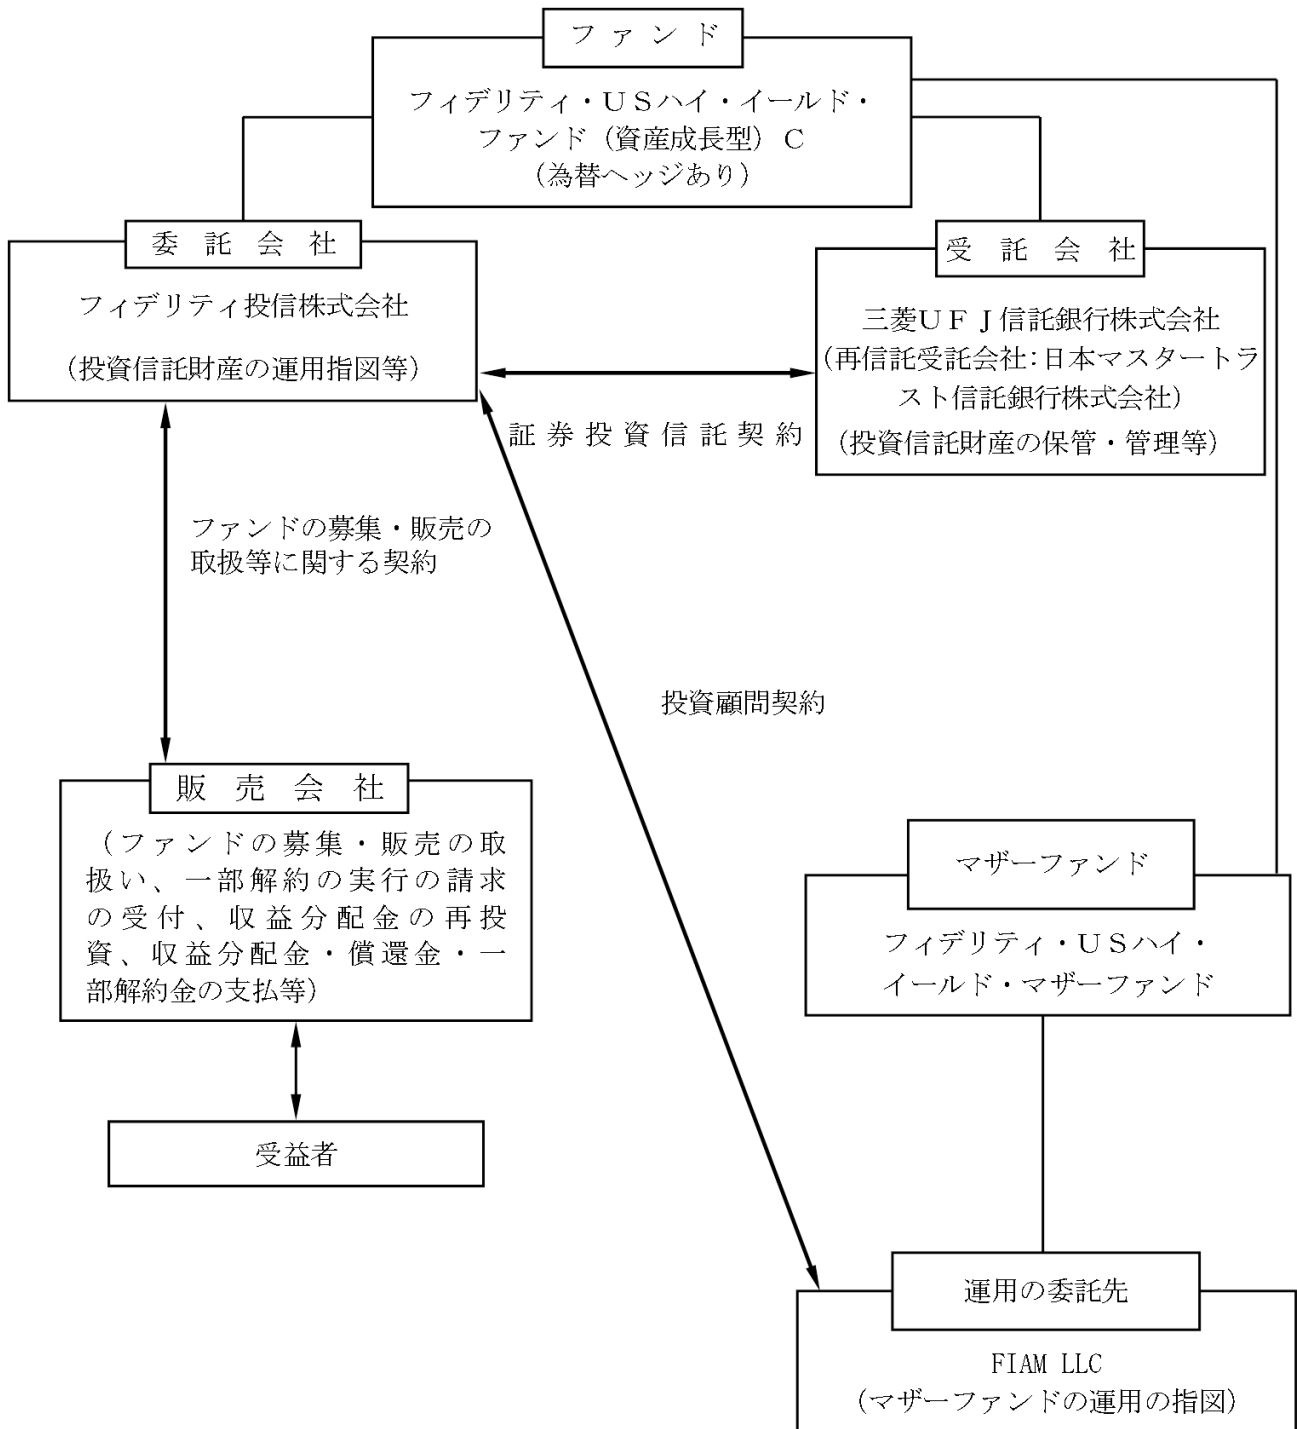 ファンド
フィデリティ・ＵＳハイ・イールド・
ファンド（資産成長型）Ｃ
（為替ヘッジあり）
委託会社
フィデリティ投信株式会社
（投資信託財産の運用指図等）
受託会社
三菱ＵＦＪ信託銀行株式会社
（再信託受託会社：日本マスタートラ
スト信託銀行株式会社）
（投資信託財産の保管・管理等）
証券投資信託契約
ファンドの募集・販売の
取扱等に関する契約
投資顧問契約
販売会社
（ファンドの募集・販売の取
扱い、一部解約の実行の請求
の受付、収益分配金の再投
資、収益分配金・償還金・一
部解約金の支払等）
受益者
マザーファンド
フィデリティ・ＵＳハイ・
イールド・マザーファンド
運用の委託先
FIAM LLC
（マザーファンドの運用の指図）